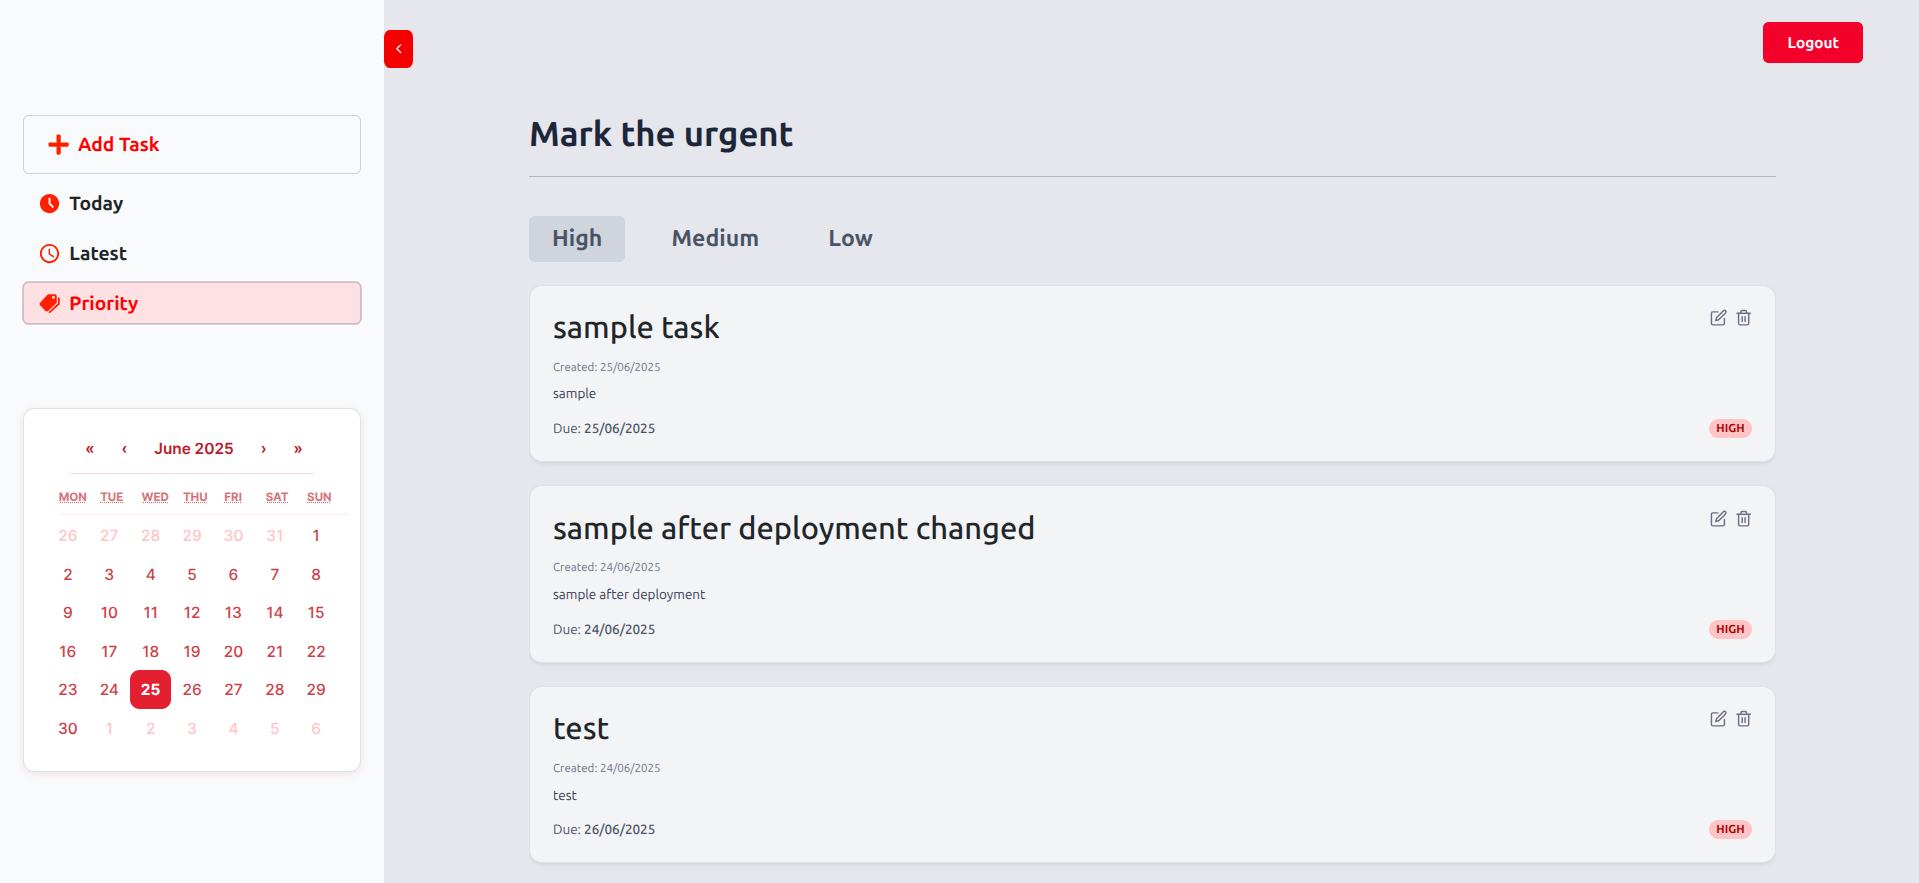 Logout
Add Task
Today
Latest
Priority
« ‹ June 2025 › »
MON TUE WED THU FRI SAT SUN
26 27 28 29 30 31 1
2 3 4 5 6 7 8
9 10 11 12 13 14 15
16 17 18 19 20 21 22
23 24 25 26 27 28 29
30 1 2 3 4 5 6
Mark the urgent
High Medium Low
sample task
Created: 25/06/2025
sample
Due: 25/06/2025 HIGH
sample after deployment changed
Created: 24/06/2025
sample after deployment
Due: 24/06/2025 HIGH
test
Created: 24/06/2025
test
Due: 26/06/2025 HIGH